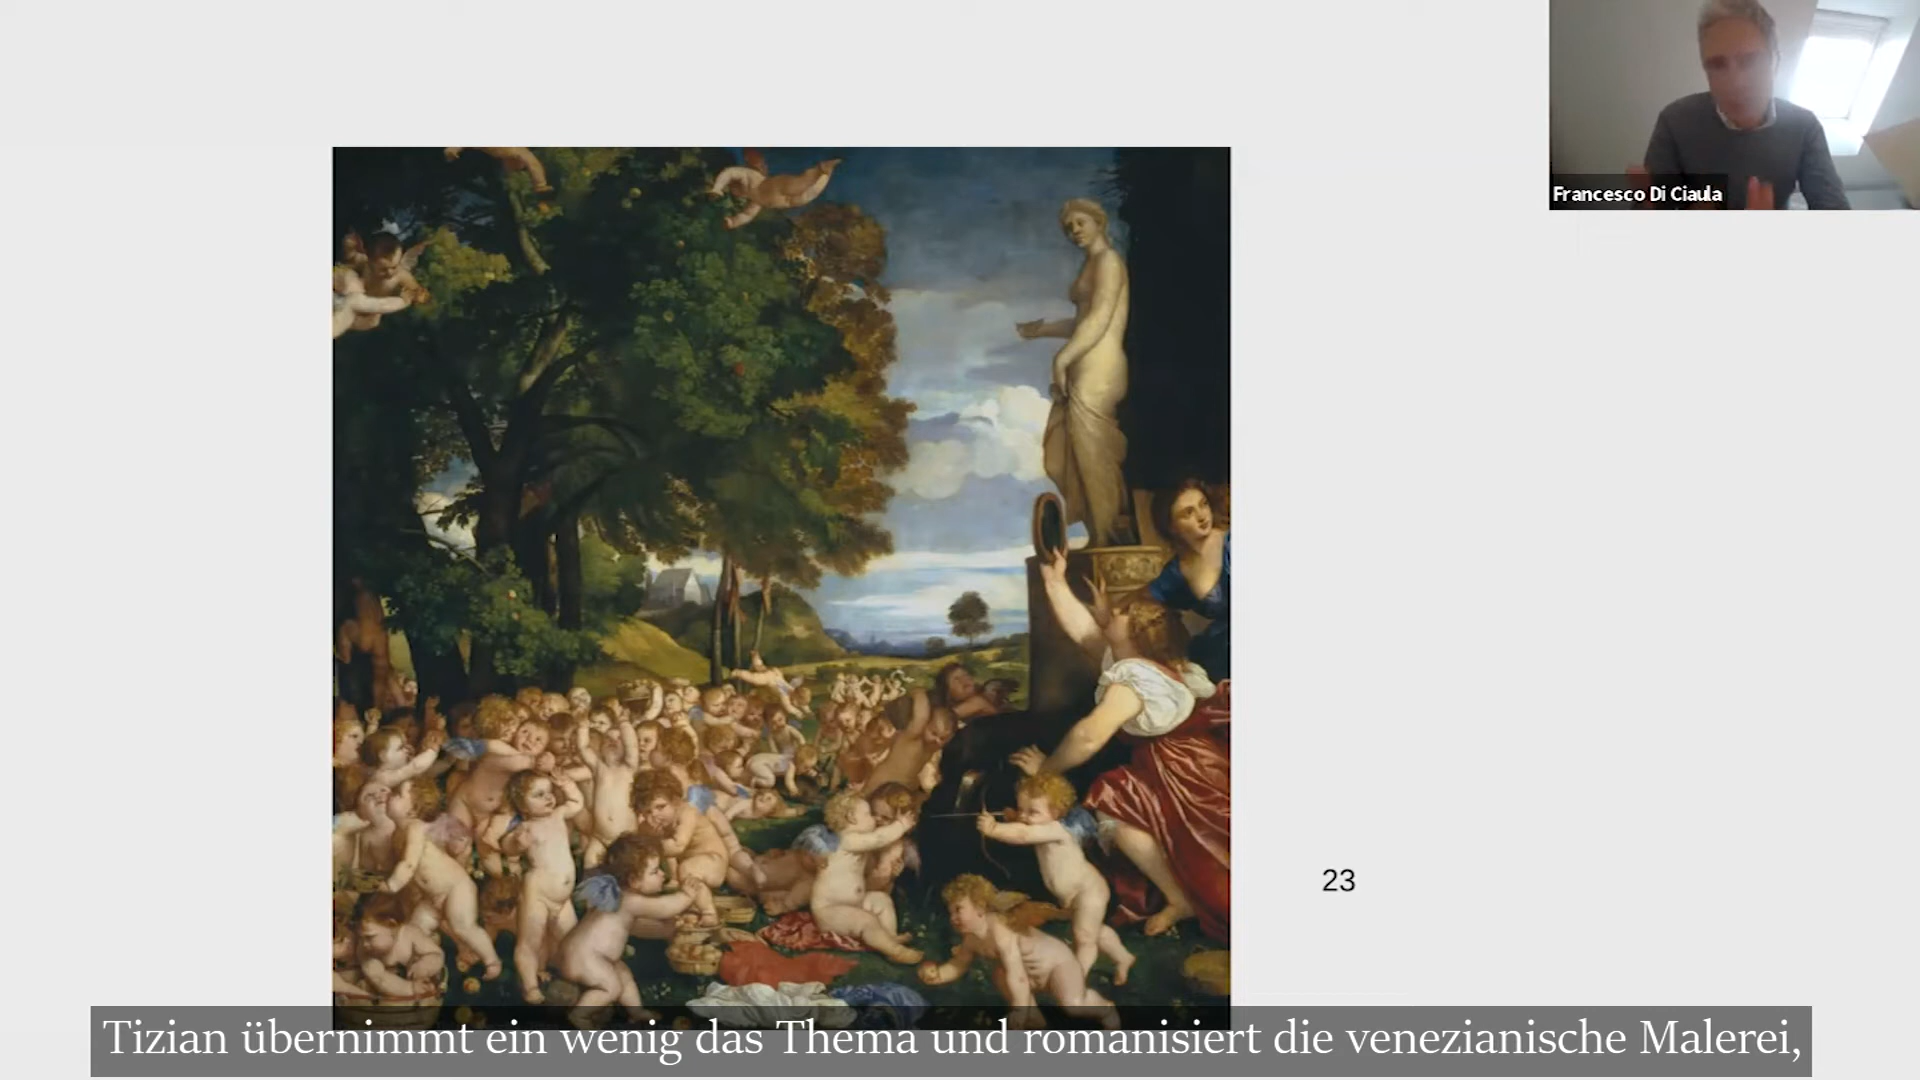 Francesco Di Ciaula
23
Tizian übernimmt ein wenig das Thema und romanisiert die venezianische Malerei,